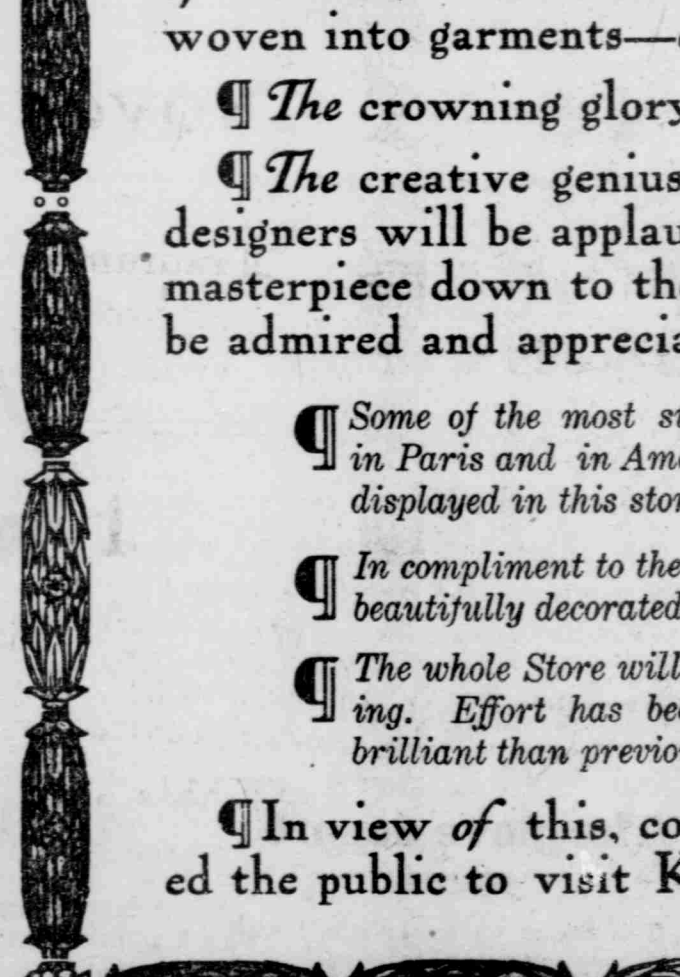 woven into garments—
¶ The crowning glory
¶ The creative genius
designers will be applau
masterpiece down to th
be admired and apprecia
¶ Some of the most s
in Paris and in Ame
displayed in this stor
¶ In compliment to the
beautifully decorated
¶ The whole Store will
ing. Effort has be
brilliant than previo
¶ In view of this, co
ed the public to visit K